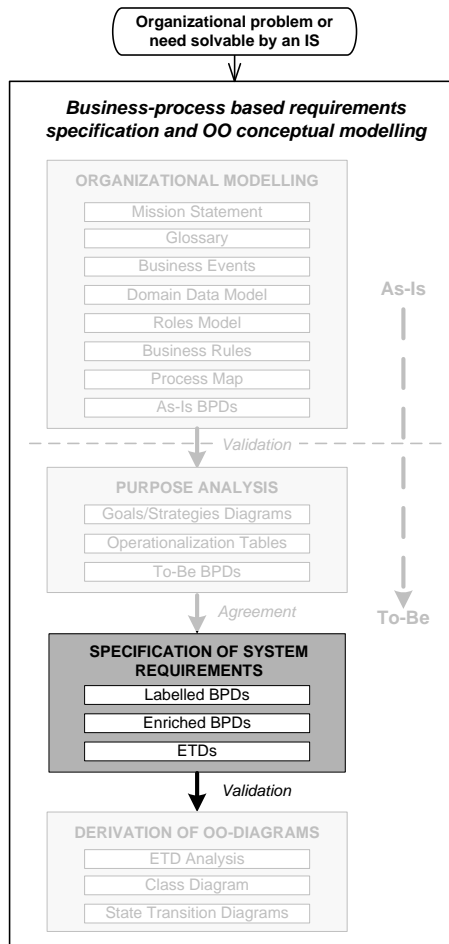 Organizational problem or
need solvable by an IS
Business-process based requirements
specification and OO conceptual modelling
ORGANIZATIONAL MODELLING
Mission Statement
Glossary
Business Events
Domain Data Model
Roles Model
Business Rules
Process Map
As-Is BPDs
As-Is
Validation
PURPOSE ANALYSIS
Goals/Strategies Diagrams
Operationalization Tables
To-Be BPDs
To-Be
Agreement
SPECIFICATION OF SYSTEM
REQUIREMENTS
Labelled BPDs
Enriched BPDs
ETDs
Validation
DERIVATION OF OO-DIAGRAMS
ETD Analysis
Class Diagram
State Transition Diagrams